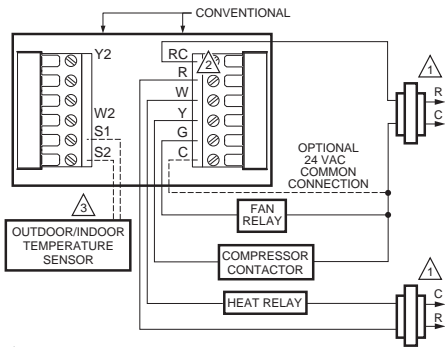 CONVENTIONAL
Y2
RC
2
R
W
W2
Y
S1
G
S2
C
1
R
C
OPTIONAL
24 VAC
COMMON
CONNECTION
3
OUTDOOR/INDOOR
TEMPERATURE
SENSOR
FAN
RELAY
COMPRESSOR
CONTACTOR
1
HEAT RELAY
C
R